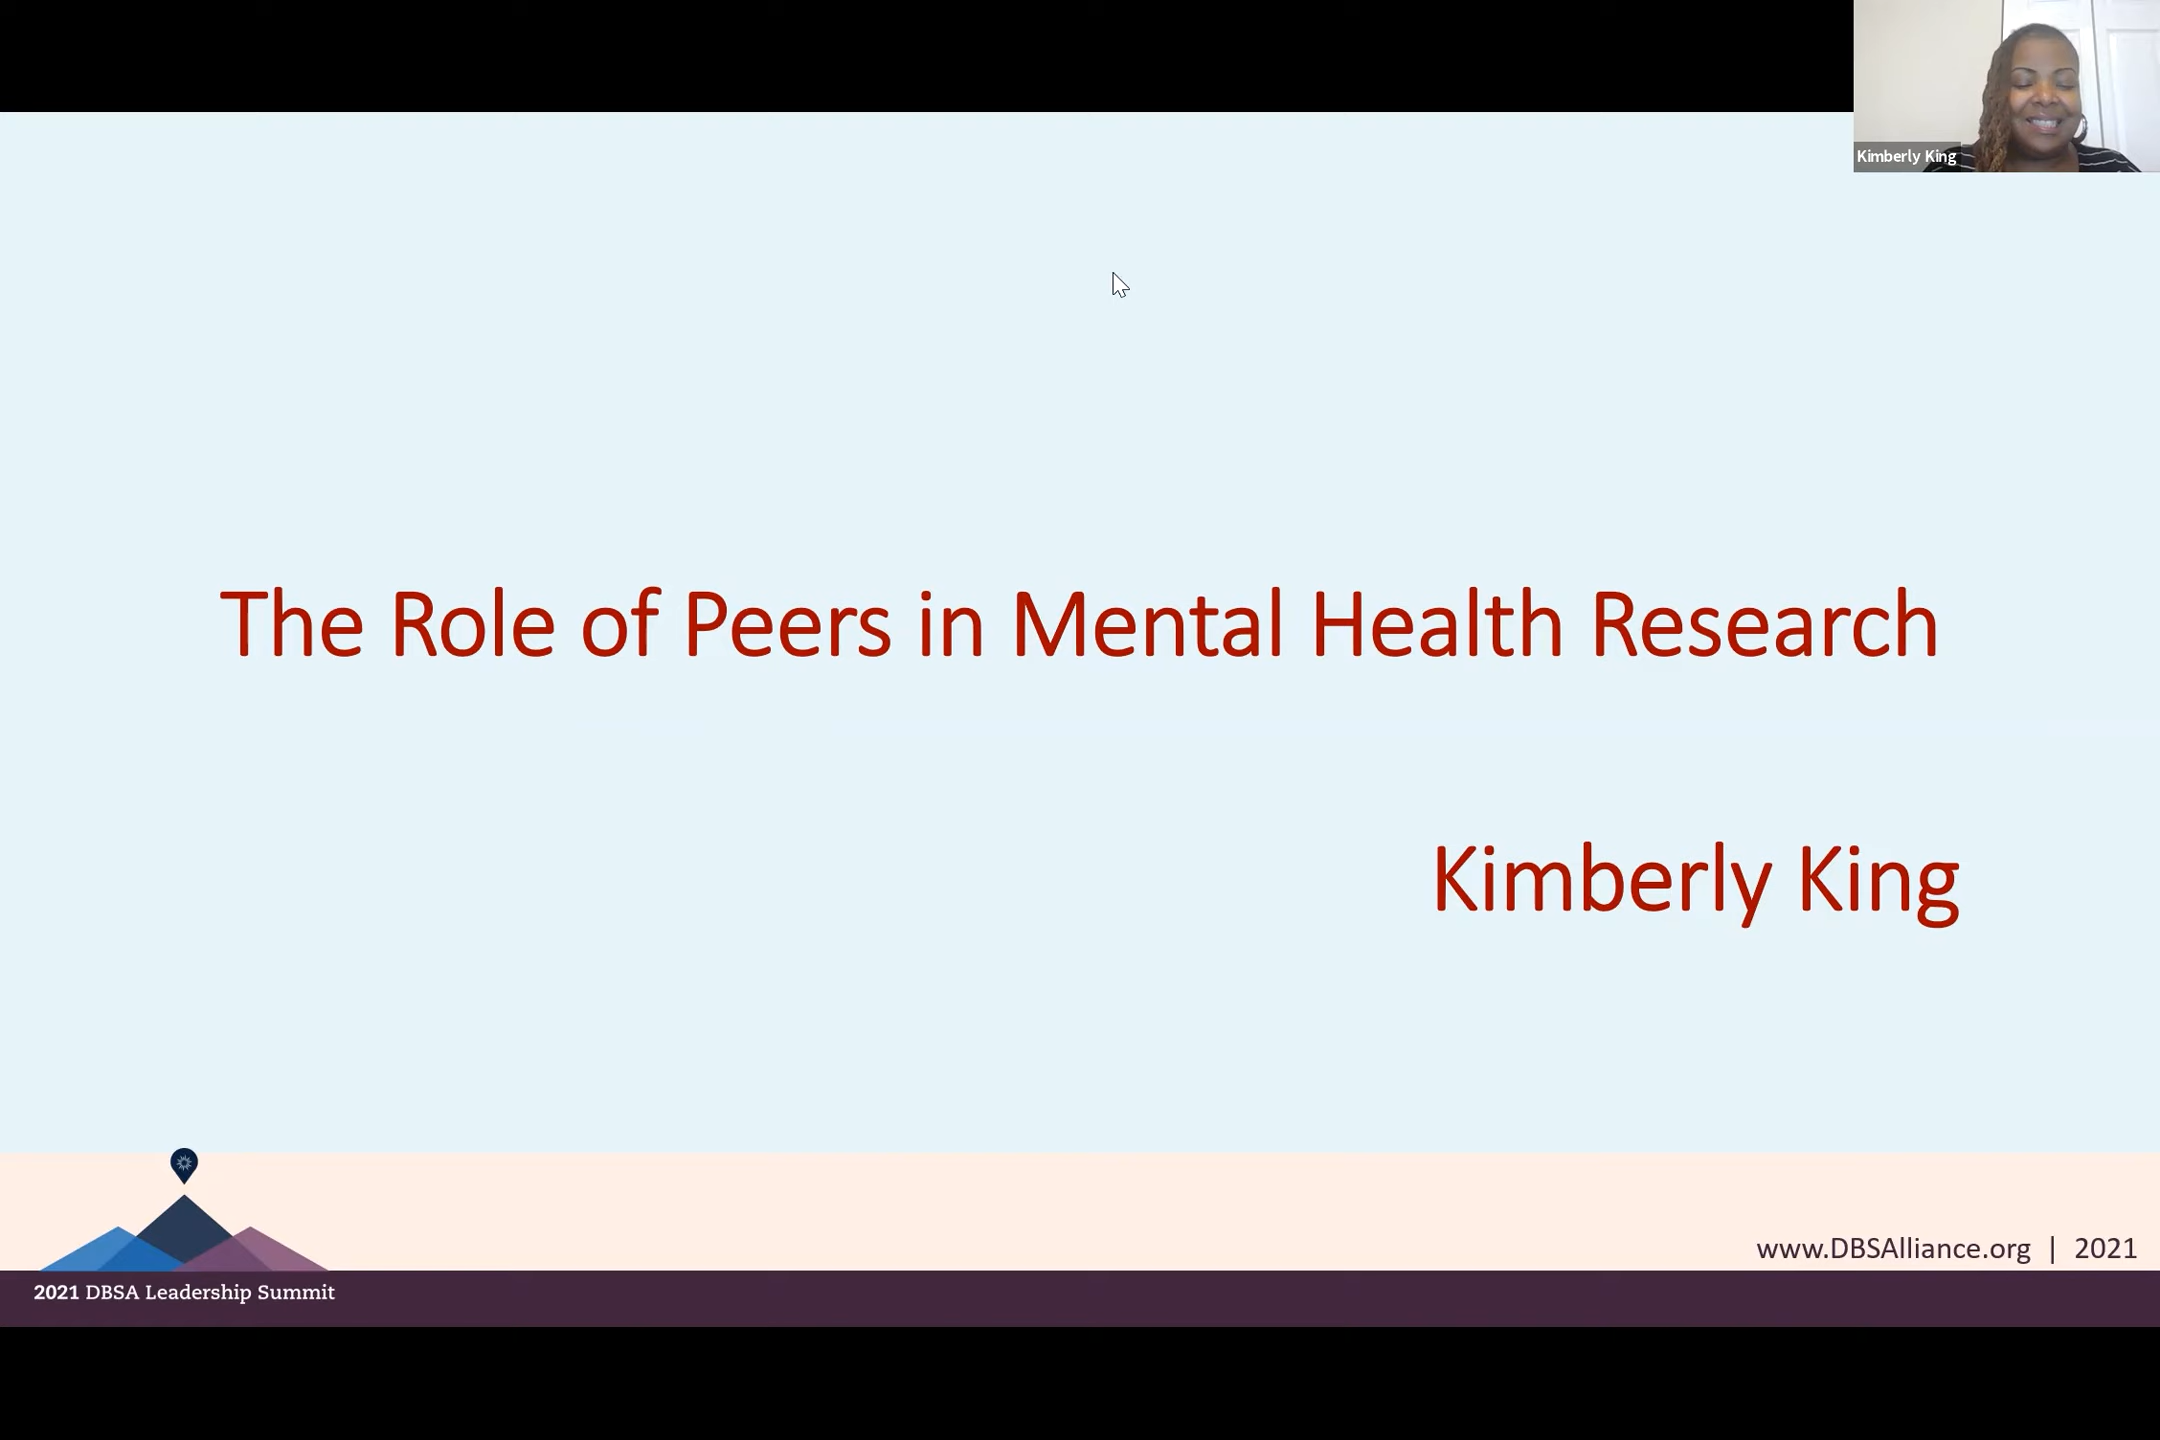 Kimberly King
The Role of Peers in Mental Health Research
Kimberly King
www.DBSAlliance.org | 2021
2021 DBSA Leadership Summit